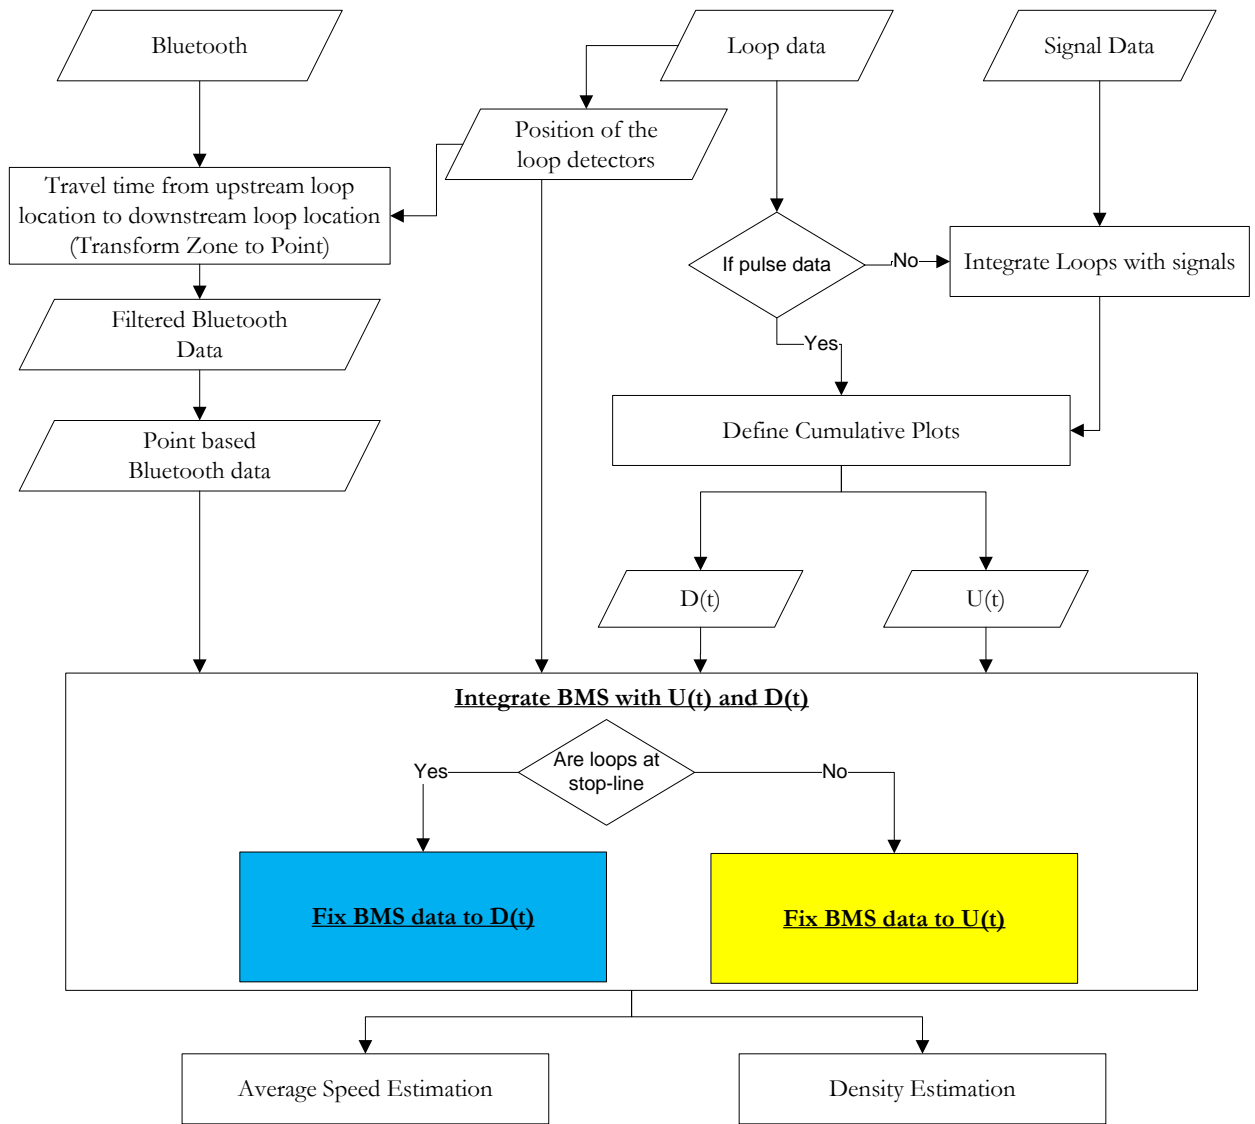 Bluetooth
Loop data
Signal Data
Position of the
loop detectors
Travel time from upstream loop
location to downstream loop location
(Transform Zone to Point)
If pulse data
No
Integrate Loops with signals
Filtered Bluetooth
Data
Yes
Point based
Bluetooth data
Define Cumulative Plots
D(t)
U(t)
Integrate BMS with U(t) and D(t)
Are loops at
stop-line
Yes
No
Fix BMS data to D(t)
Fix BMS data to U(t)
Average Speed Estimation
Density Estimation